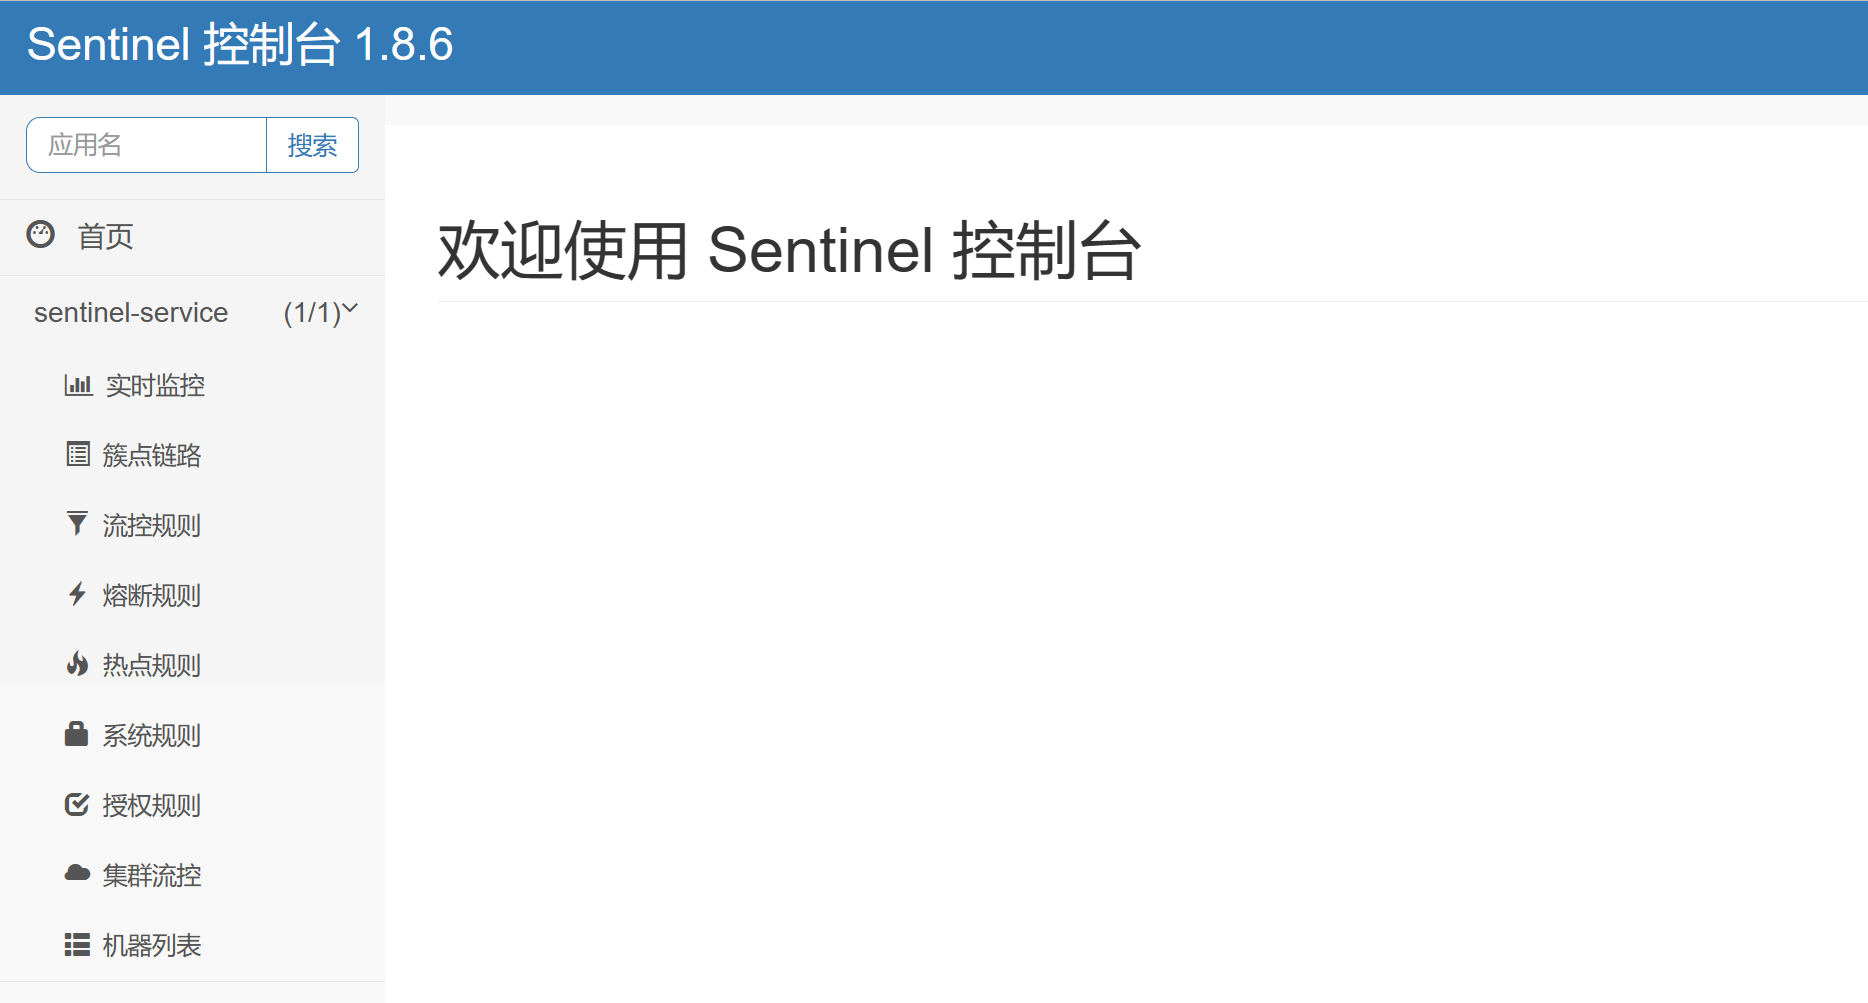 Sentinel 控制台 1.8.6
应用名 搜索
首页
欢迎使用 Sentinel 控制台
sentinel-service (1/1)
实时监控
簇点链路
流控规则
熔断规则
热点规则
系统规则
授权规则
集群流控
机器列表